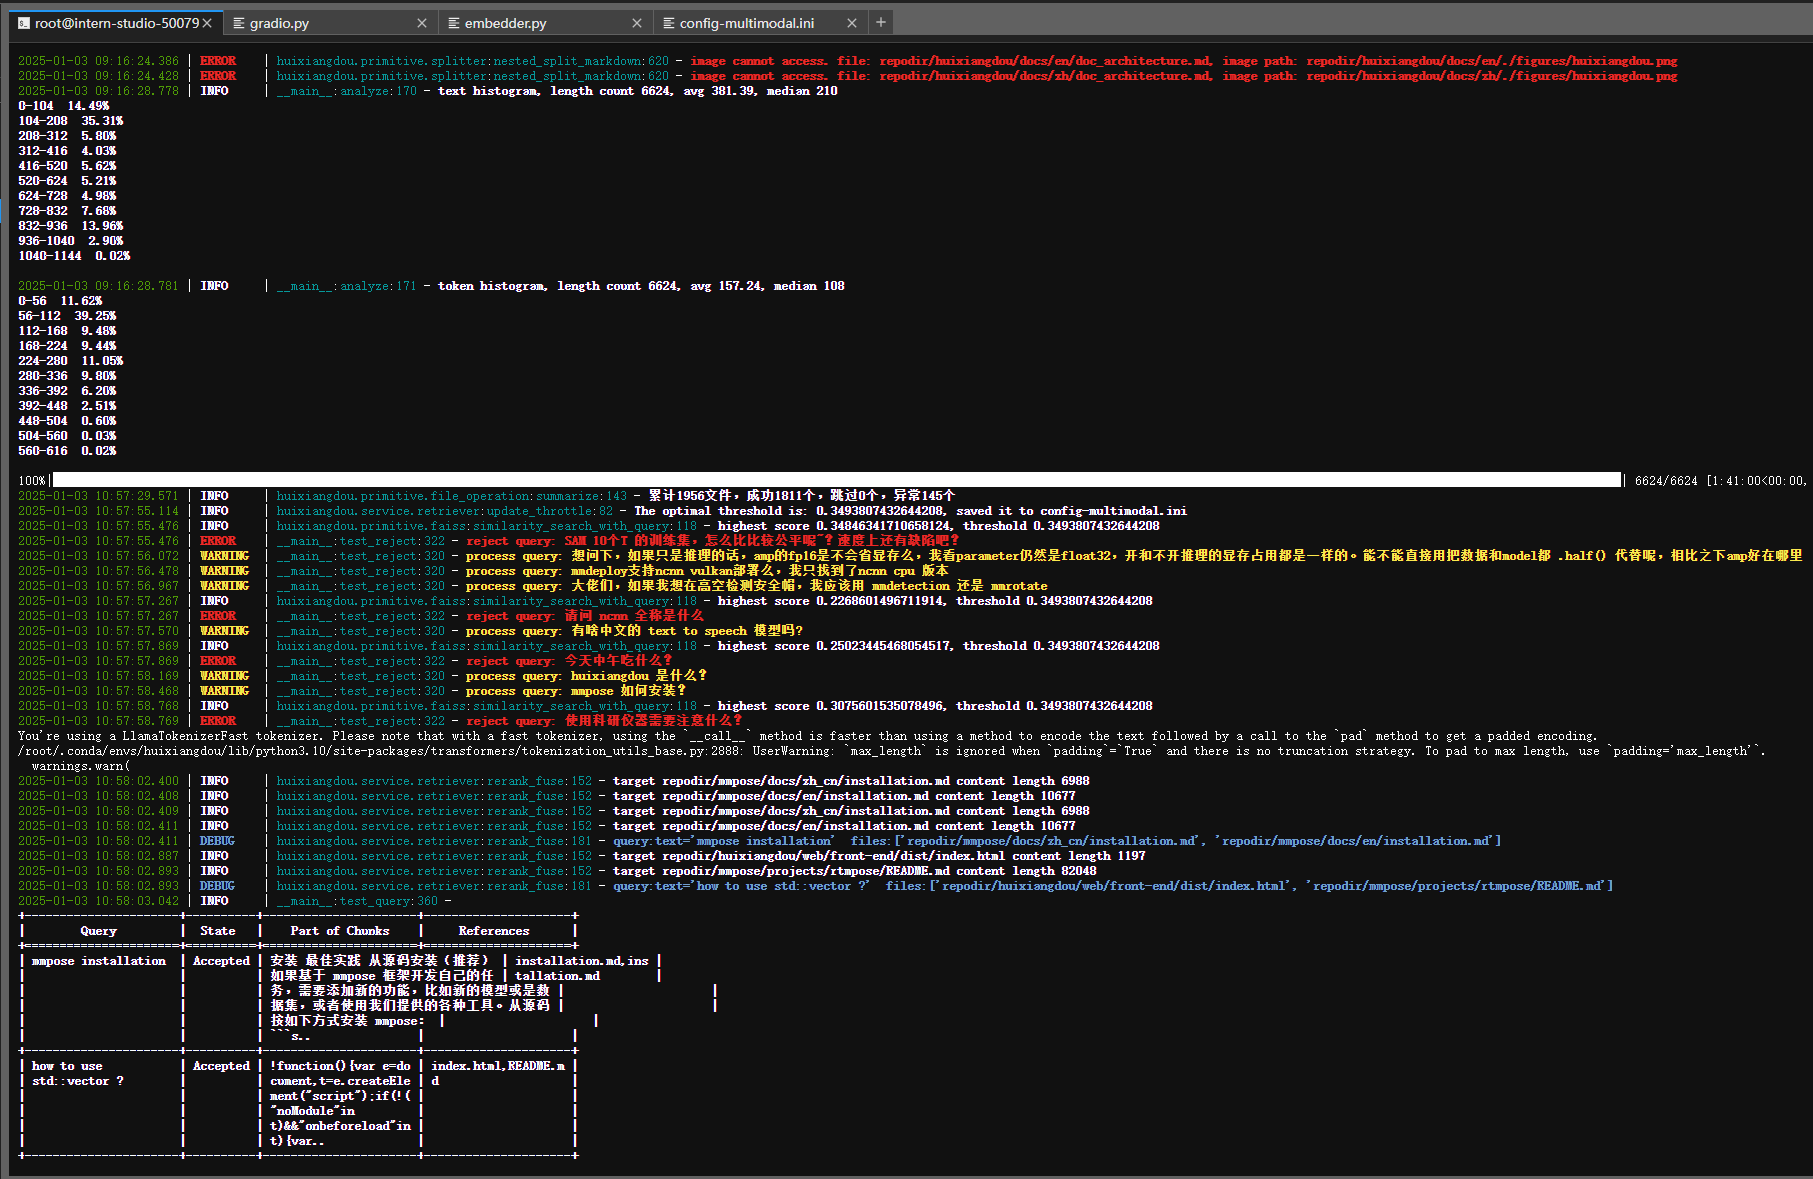 root@intern-studio-50079 gradio.py embedder.py config-multimodal.ini
2025-01-03 09:16:24.386 | ERROR    | huixiangdou.primitive.splitter:nested_split_markdown:620 - image cannot access. file: repodir/huixiangdou/docs/en/doc_architecture.md, image path: repodir/huixiangdou/docs/en/./figures/huixiangdou.png
2025-01-03 09:16:24.428 | ERROR    | huixiangdou.primitive.splitter:nested_split_markdown:620 - image cannot access. file: repodir/huixiangdou/docs/zh/doc_architecture.md, image path: repodir/huixiangdou/docs/zh/./figures/huixiangdou.png
2025-01-03 09:16:28.778 | INFO     | __main__:analyze:170 - text histogram, length count 6624, avg 381.39, median 210
0-104  14.49%
104-208  35.31%
208-312  5.80%
312-416  4.03%
416-520  5.62%
520-624  5.21%
624-728  4.98%
728-832  7.68%
832-936  13.96%
936-1040  2.90%
1040-1144  0.02%
2025-01-03 09:16:28.781 | INFO     | __main__:analyze:171 - token histogram, length count 6624, avg 157.24, median 108
0-56  11.62%
56-112  39.25%
112-168  9.48%
168-224  9.44%
224-280  11.05%
280-336  9.80%
336-392  6.20%
392-448  2.51%
448-504  0.60%
504-560  0.03%
560-616  0.02%
100%| | 6624/6624 [1:41:00<00:00,
2025-01-03 10:57:29.571 | INFO     | huixiangdou.primitive.file_operation:summarize:143 - 累计1956文件，成功1811个，跳过0个，异常145个
2025-01-03 10:57:55.114 | INFO     | huixiangdou.service.retriever:update_throttle:82 - The optimal threshold is: 0.3493807432644208, saved it to config-multimodal.ini
2025-01-03 10:57:55.476 | INFO     | huixiangdou.primitive.faiss:similarity_search_with_query:118 - highest score 0.34846341710658124, threshold 0.3493807432644208
2025-01-03 10:57:55.476 | ERROR    | __main__:test_reject:322 - reject query: SAM 10个T 的训练集，怎么比比较公平呢~？速度上还有缺陷吧？
2025-01-03 10:57:56.072 | WARNING  | __main__:test_reject:320 - process query: 想问下，如果只是推理的话，amp的fp16是不会省显存么，我看parameter仍然是float32，开和不开推理的显存占用都是一样的。能不能直接用把数据和model都 .half() 代替呢，相比之下amp好在哪里
2025-01-03 10:57:56.478 | WARNING  | __main__:test_reject:320 - process query: mmdeploy支持ncnn vulkan部署么，我只找到了ncnn cpu 版本
2025-01-03 10:57:56.967 | WARNING  | __main__:test_reject:320 - process query: 大佬们，如果我想在高空检测安全帽，我应该用 mmdetection 还是 mmrotate
2025-01-03 10:57:57.267 | INFO     | huixiangdou.primitive.faiss:similarity_search_with_query:118 - highest score 0.2268601496711914, threshold 0.3493807432644208
2025-01-03 10:57:57.267 | ERROR    | __main__:test_reject:322 - reject query: 请问 ncnn 全称是什么
2025-01-03 10:57:57.570 | WARNING  | __main__:test_reject:320 - process query: 有啥中文的 text to speech 模型吗?
2025-01-03 10:57:57.869 | INFO     | huixiangdou.primitive.faiss:similarity_search_with_query:118 - highest score 0.25023445468054517, threshold 0.3493807432644208
2025-01-03 10:57:57.869 | ERROR    | __main__:test_reject:322 - reject query: 今天中午吃什么？
2025-01-03 10:57:58.169 | WARNING  | __main__:test_reject:320 - process query: huixiangdou 是什么？
2025-01-03 10:57:58.468 | WARNING  | __main__:test_reject:320 - process query: mmpose 如何安装？
2025-01-03 10:57:58.768 | INFO     | huixiangdou.primitive.faiss:similarity_search_with_query:118 - highest score 0.3075601535078496, threshold 0.3493807432644208
2025-01-03 10:57:58.769 | ERROR    | __main__:test_reject:322 - reject query: 使用科研仪器需要注意什么？
You're using a LlamaTokenizerFast tokenizer. Please note that with a fast tokenizer, using the `__call__` method is faster than using a method to encode the text followed by a call to the `pad` method to get a padded encoding.
/root/.conda/envs/huixiangdou/lib/python3.10/site-packages/transformers/tokenization_utils_base.py:2888: UserWarning: `max_length` is ignored when `padding`=`True` and there is no truncation strategy. To pad to max length, use `padding='max_length'`.
  warnings.warn(
2025-01-03 10:58:02.400 | INFO     | huixiangdou.service.retriever:rerank_fuse:152 - target repodir/mmpose/docs/zh_cn/installation.md content length 6988
2025-01-03 10:58:02.408 | INFO     | huixiangdou.service.retriever:rerank_fuse:152 - target repodir/mmpose/docs/en/installation.md content length 10677
2025-01-03 10:58:02.409 | INFO     | huixiangdou.service.retriever:rerank_fuse:152 - target repodir/mmpose/docs/zh_cn/installation.md content length 6988
2025-01-03 10:58:02.411 | INFO     | huixiangdou.service.retriever:rerank_fuse:152 - target repodir/mmpose/docs/en/installation.md content length 10677
2025-01-03 10:58:02.411 | DEBUG    | huixiangdou.service.retriever:rerank_fuse:181 - query:text='mmpose installation'  files:['repodir/mmpose/docs/zh_cn/installation.md', 'repodir/mmpose/docs/en/installation.md']
2025-01-03 10:58:02.887 | INFO     | huixiangdou.service.retriever:rerank_fuse:152 - target repodir/huixiangdou/web/front-end/dist/index.html content length 1197
2025-01-03 10:58:02.893 | INFO     | huixiangdou.service.retriever:rerank_fuse:152 - target repodir/mmpose/projects/rtmpose/README.md content length 82048
2025-01-03 10:58:02.893 | DEBUG    | huixiangdou.service.retriever:rerank_fuse:181 - query:text='how to use std::vector ?'  files:['repodir/huixiangdou/web/front-end/dist/index.html', 'repodir/mmpose/projects/rtmpose/README.md']
2025-01-03 10:58:03.042 | INFO     | __main__:test_query:360 -
| Query | State | Part of Chunks | References |
| mmpose installation | Accepted | 安装 最佳实践 从源码安装（推荐） | installation.md,ins |
| | | 如果基于 mmpose 框架开发自己的任 | tallation.md |
| | | 务，需要添加新的功能，比如新的模型或是数 | |
| | | 据集，或者使用我们提供的各种工具。从源码 | |
| | | 按如下方式安装 mmpose: | |
| | | ```s.. | |
| how to use | Accepted | !function(){var e=do | index.html,README.m |
| std::vector ? | | cument,t=e.createEle | d |
| | | ment("script");if(!( | |
| | | "noModule"in | |
| | | t)&&"onbeforeload"in | |
| | | t){var.. | |